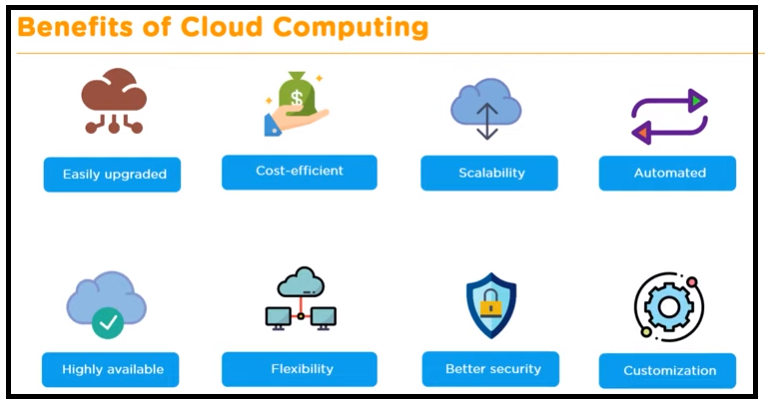 Benefits of Cloud Computing
$
Easily upgraded
Cost-efficient
Scalability
Automated
Highly available
Flexibility
Better security
Customization